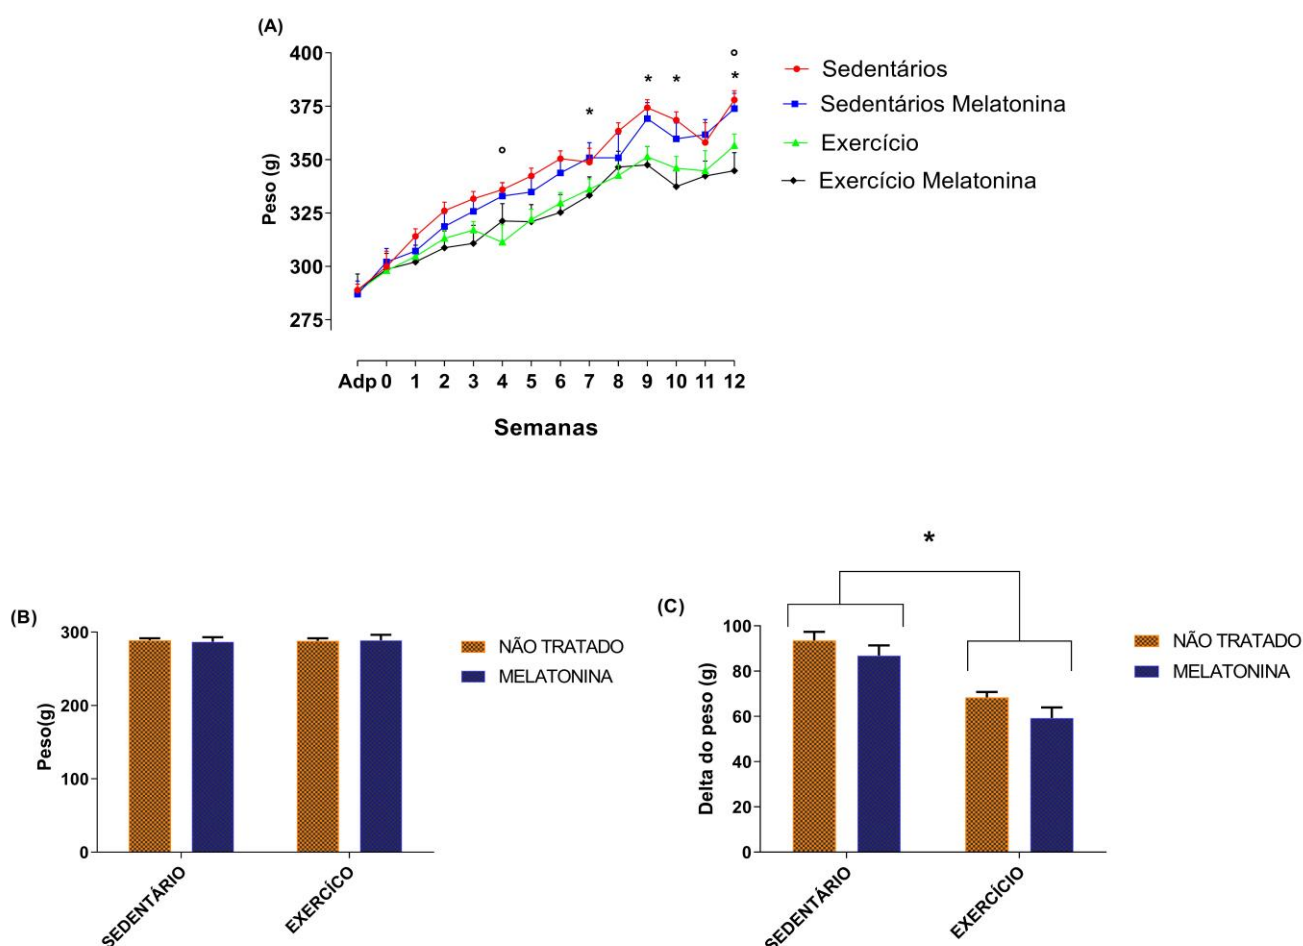 (A)
400
375
350
325
300
275
Peso (g)
° * * * ° *
Sedentários
Sedentários Melatonina
Exercício
Exercício Melatonina
Adp 0 1 2 3 4 5 6 7 8 9 10 11 12
Semanas
(B)
300
200
100
0
Peso(g)
NÃO TRATADO
MELATONINA
SEDENTÁRIO
EXERCÍCO
(C)
*
100
80
60
40
20
0
Delta do peso (g)
NÃO TRATADO
MELATONINA
SEDENTÁRIO
EXERCÍCIO